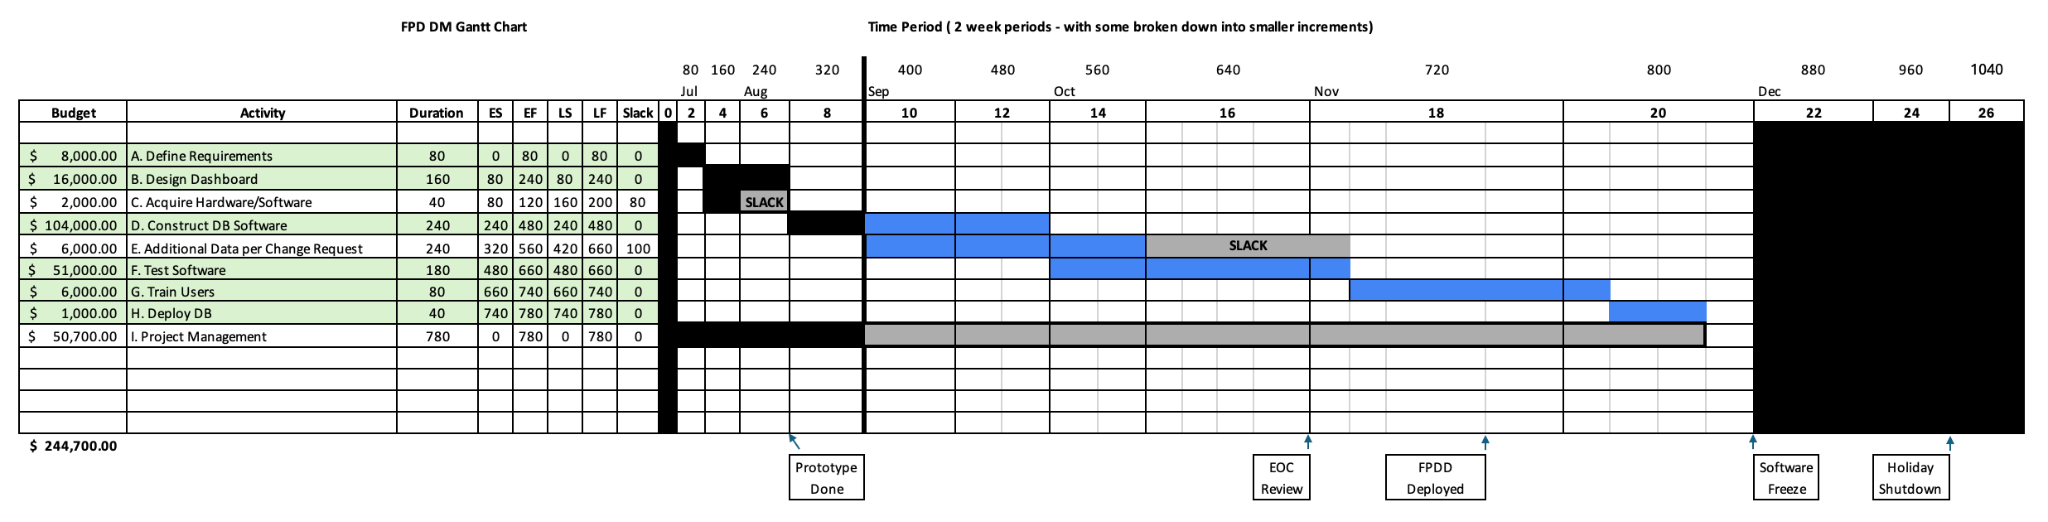 FPD DM Gantt Chart Time Period ( 2 week periods - with some broken down into smaller increments)
80 160 240 320 400 480 560 640 720 800 880 960 1040
Jul Aug Sep Oct Nov Dec
Budget Activity Duration ES EF LS LF Slack 0 2 4 6 8 10 12 14 16 18 20 22 24 26
$ 8,000.00 A. Define Requirements 80 0 80 0 80 0
$ 16,000.00 B. Design Dashboard 160 80 240 80 240 0
$ 2,000.00 C. Acquire Hardware/Software 40 80 120 160 200 80 SLACK
$ 104,000.00 D. Construct DB Software 240 240 480 240 480 0
$ 6,000.00 E. Additional Data per Change Request 240 320 560 420 660 100 SLACK
$ 51,000.00 F. Test Software 180 480 660 480 660 0
$ 6,000.00 G. Train Users 80 660 740 660 740 0
$ 1,000.00 H. Deploy DB 40 740 780 740 780 0
$ 50,700.00 I. Project Management 780 0 780 0 780 0
$ 244,700.00
Prototype
Done
EOC
Review
FPDD
Deployed
Software
Freeze
Holiday
Shutdown